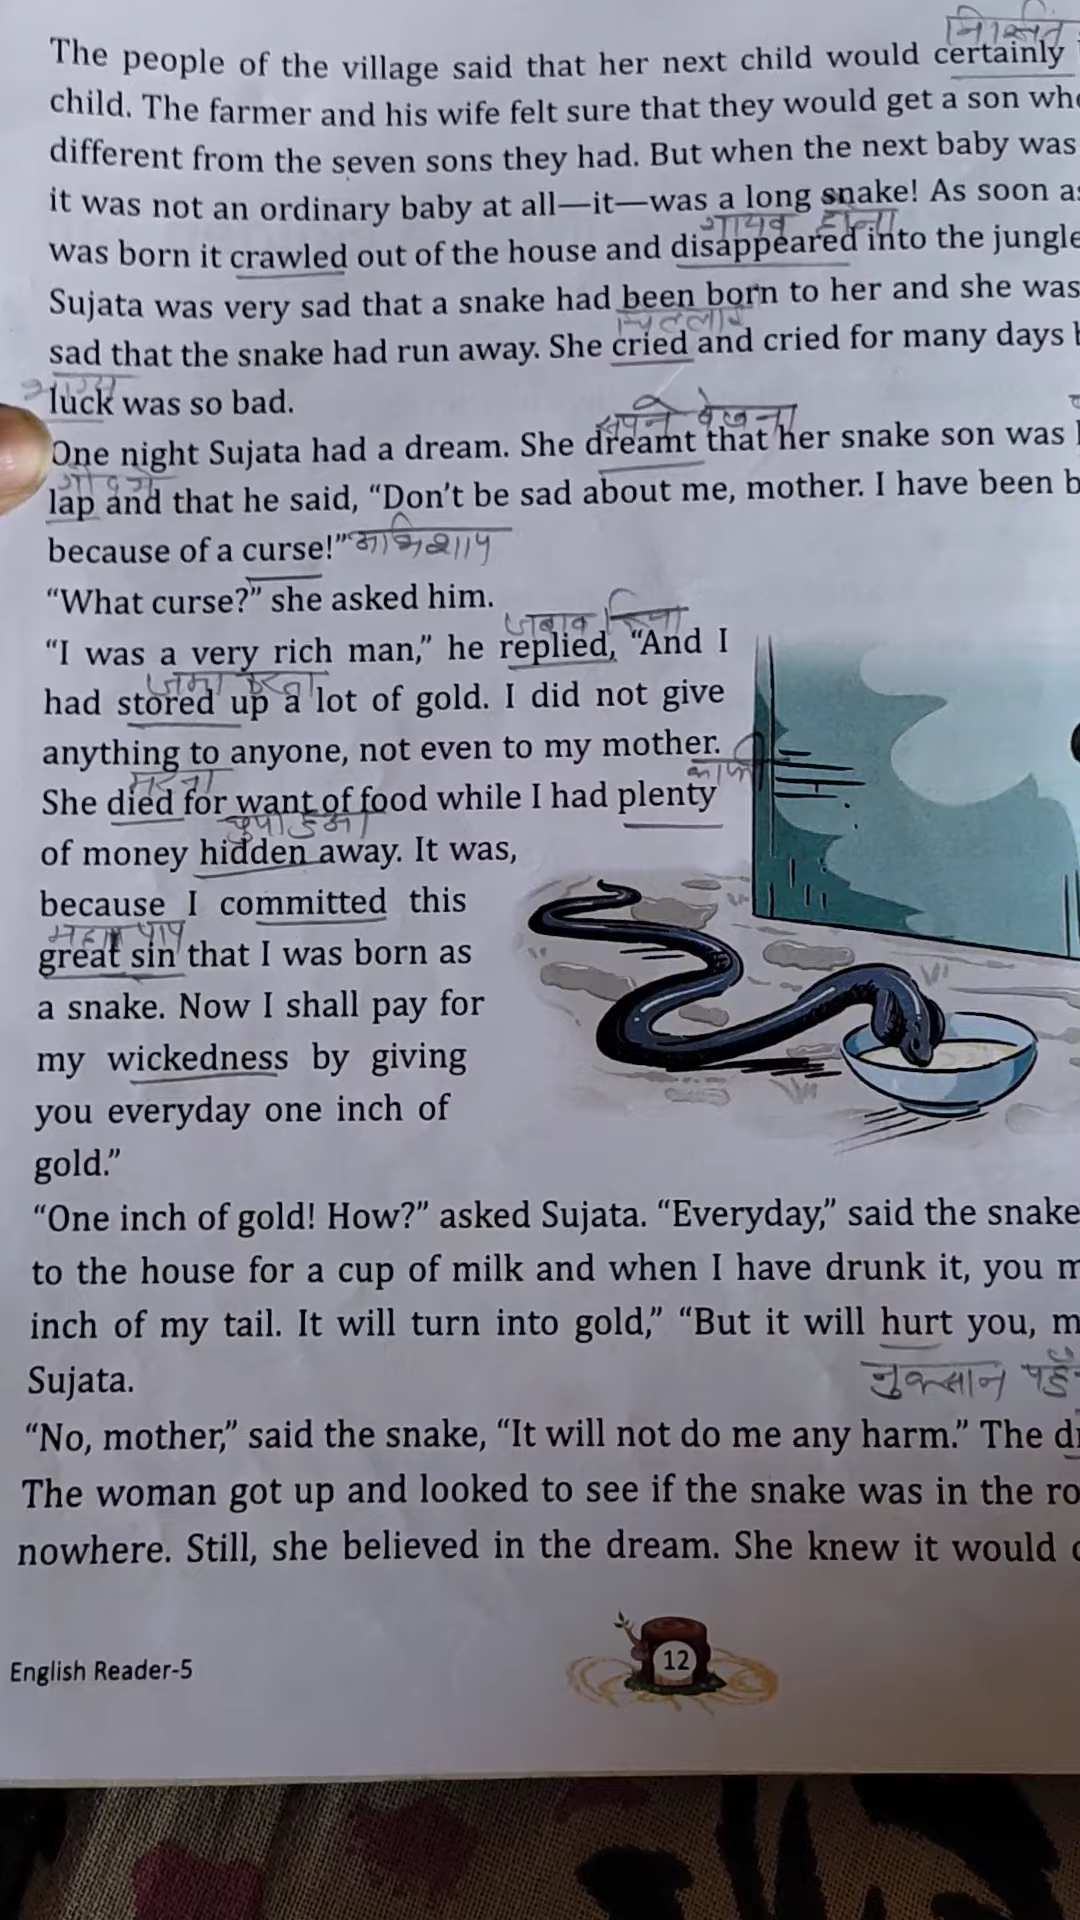 निश्चित
The people of the village said that her next child would certainly
child. The farmer and his wife felt sure that they would get a son
different from the seven sons they had. But when the next baby was
it was not an ordinary baby at all—it—was a long snake! As soon
गायब होना
was born it crawled out of the house and disappeared into the jungle
Sujata was very sad that a snake had been born to her and she was
sad that the snake had run away. She cried and cried for many days
luck was so bad.
सपने देखना
One night Sujata had a dream. She dreamt that her snake son was
lap and that he said, “Don't be sad about me, mother. I have been
because of a curse!”
“What curse?” she asked him.
जबाव दिया
“I was a very rich man,” he replied, “And I
जमा करना
had stored up a lot of gold. I did not give
anything to anyone, not even to my mother.
मरना काफी
She died for want of food while I had plenty
of money hidden away. It was,
because I committed this
महा पाप
great sin that I was born as
a snake. Now I shall pay for
my wickedness by giving
you everyday one inch of
gold.”
“One inch of gold! How?” asked Sujata. “Everyday,” said the snake
to the house for a cup of milk and when I have drunk it, you
inch of my tail. It will turn into gold,” “But it will hurt you,
Sujata.
नुकसान
“No, mother,” said the snake, “It will not do me any harm.” The
The woman got up and looked to see if the snake was in the
nowhere. Still, she believed in the dream. She knew it would
English Reader-5
12